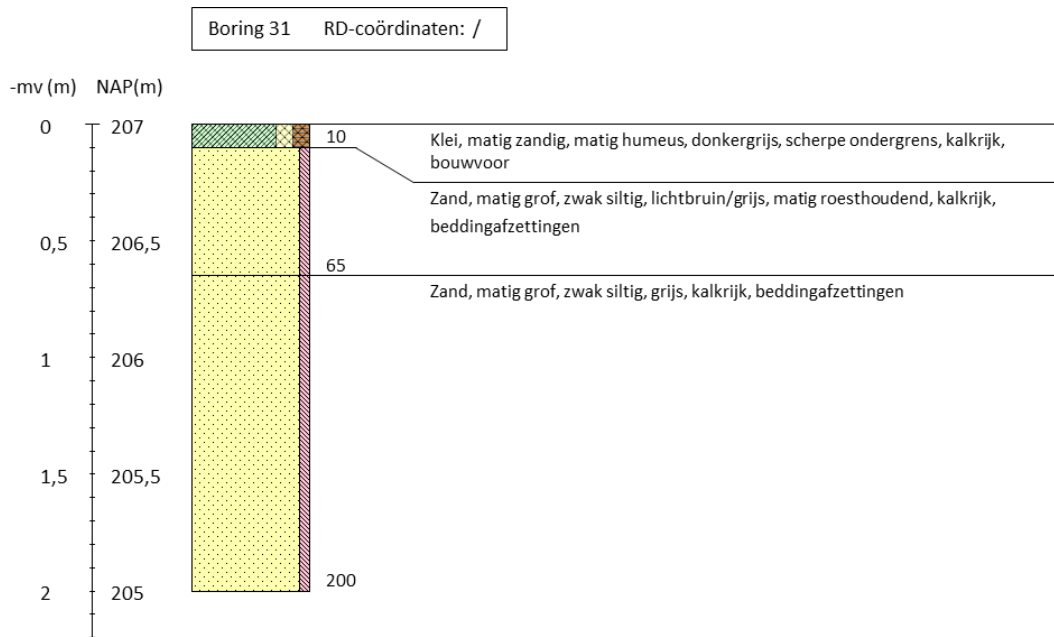 Boring 31 RD-coördinaten: /
-mv (m) NAP(m)
0 207
10
Klei, matig zandig, matig humeus, donkergrijs, scherpe ondergrens, kalkrijk,
bouwvoor
Zand, matig grof, zwak siltig, lichtbruin/grijs, matig roesthoudend, kalkrijk,
beddingafzettingen
0,5 206,5
65
Zand, matig grof, zwak siltig, grijs, kalkrijk, beddingafzettingen
1 206
1,5 205,5
200
2 205